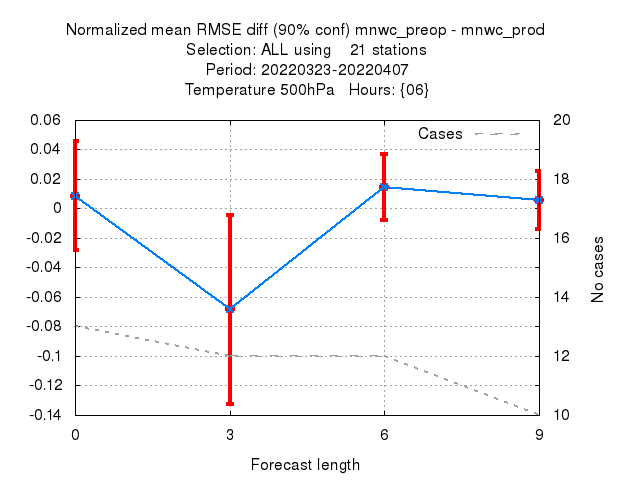 Normalized mean RMSE diff (90% conf) mnwc_preop - mnwc_prod
Selection: ALL using    21 stations
Period: 20220323-20220407
Temperature 500hPa   Hours: {06}
Cases
0.06
0.04
0.02
0
-0.02
-0.04
-0.06
-0.08
-0.1
-0.12
-0.14
20
18
16
14
12
10
No cases
0 3 6 9
Forecast length